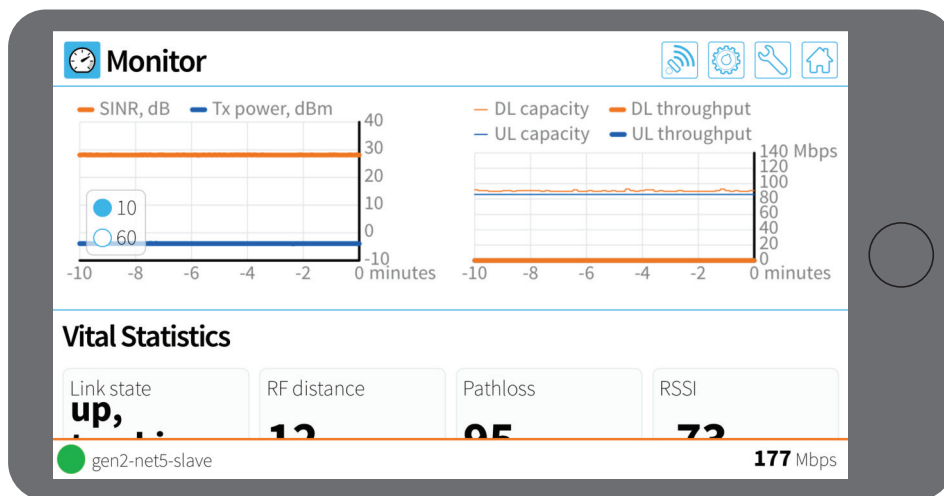 Monitor
SINR, dB Tx power, dBm
40
30
20
10
0
-10
10
60
-10 -8 -6 -4 -2 0 minutes
DL capacity DL throughput
UL capacity UL throughput
140 Mbps
120
100
80
60
40
20
0
-10 -8 -6 -4 -2 0 minutes
Vital Statistics
Link state RF distance Pathloss RSSI
up,
12 95 -73
gen2-net5-slave 177 Mbps